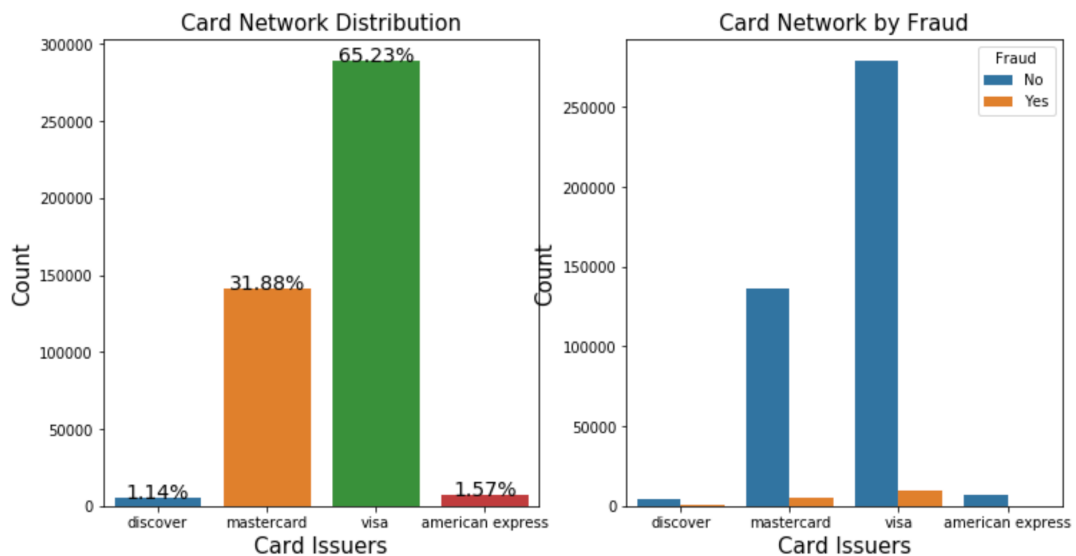 Card Network Distribution
300000
250000
200000
150000
100000
50000
0
Count
65.23%
31.88%
1.14%
1.57%
discover mastercard visa american express
Card Issuers
Card Network by Fraud
Fraud
No
Yes
250000
200000
150000
100000
50000
0
Count
discover mastercard visa american express
Card Issuers